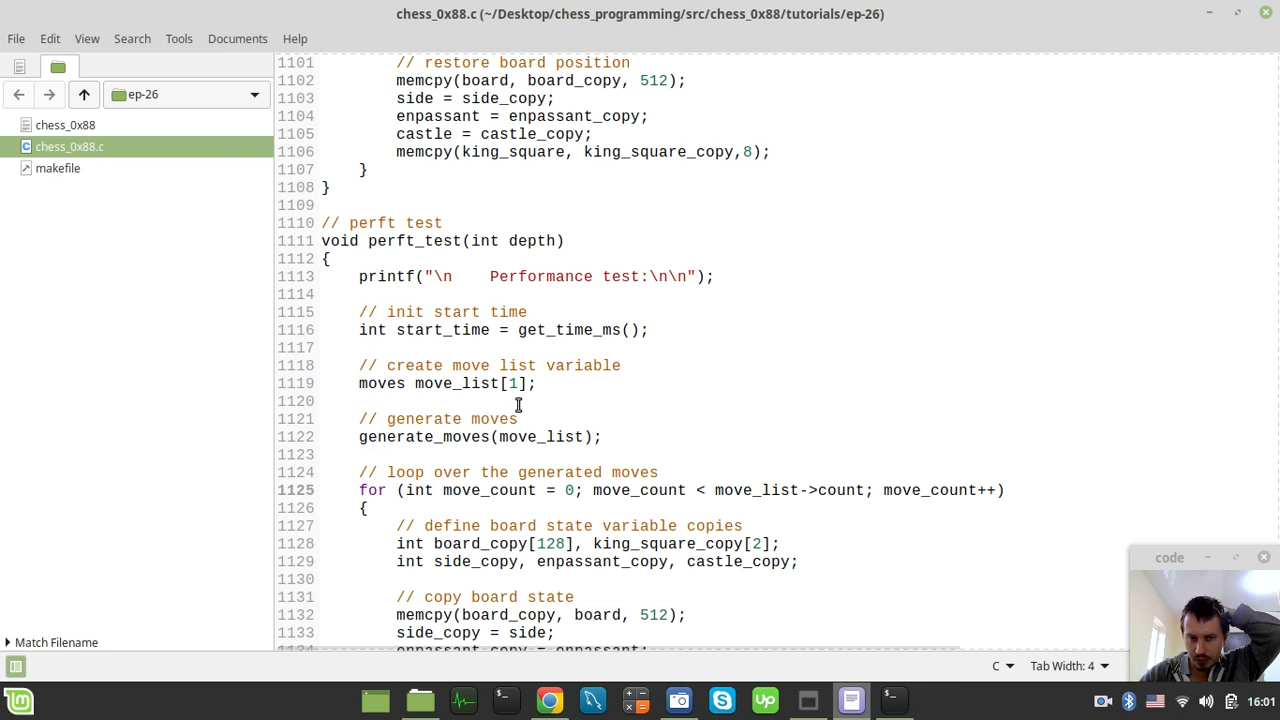 chess_0x88.c (~/Desktop/chess_programming/src/chess_0x88/tutorials/ep-26)
File Edit View Search Tools Documents Help
ep-26
chess_0x88
chess_0x88.c
makefile
Match Filename
1101 // restore board position
1102 memcpy(board, board_copy, 512);
1103 side = side_copy;
1104 enpassant = enpassant_copy;
1105 castle = castle_copy;
1106 memcpy(king_square, king_square_copy,8);
1107 }
1108 }
1109
1110 // perft test
1111 void perft_test(int depth)
1112 {
1113 printf("\n    Performance test:\n\n");
1114
1115 // init start time
1116 int start_time = get_time_ms();
1117
1118 // create move list variable
1119 moves move_list[1];
1120
1121 // generate moves
1122 generate_moves(move_list);
1123
1124 // loop over the generated moves
1125 for (int move_count = 0; move_count < move_list->count; move_count++)
1126 {
1127 // define board state variable copies
1128 int board_copy[128], king_square_copy[2];
1129 int side_copy, enpassant_copy, castle_copy;
1130
1131 // copy board state
1132 memcpy(board_copy, board, 512);
1133 side_copy = side;
1134 enpassant_copy = enpassant;
code
C Tab Width: 4
16:01